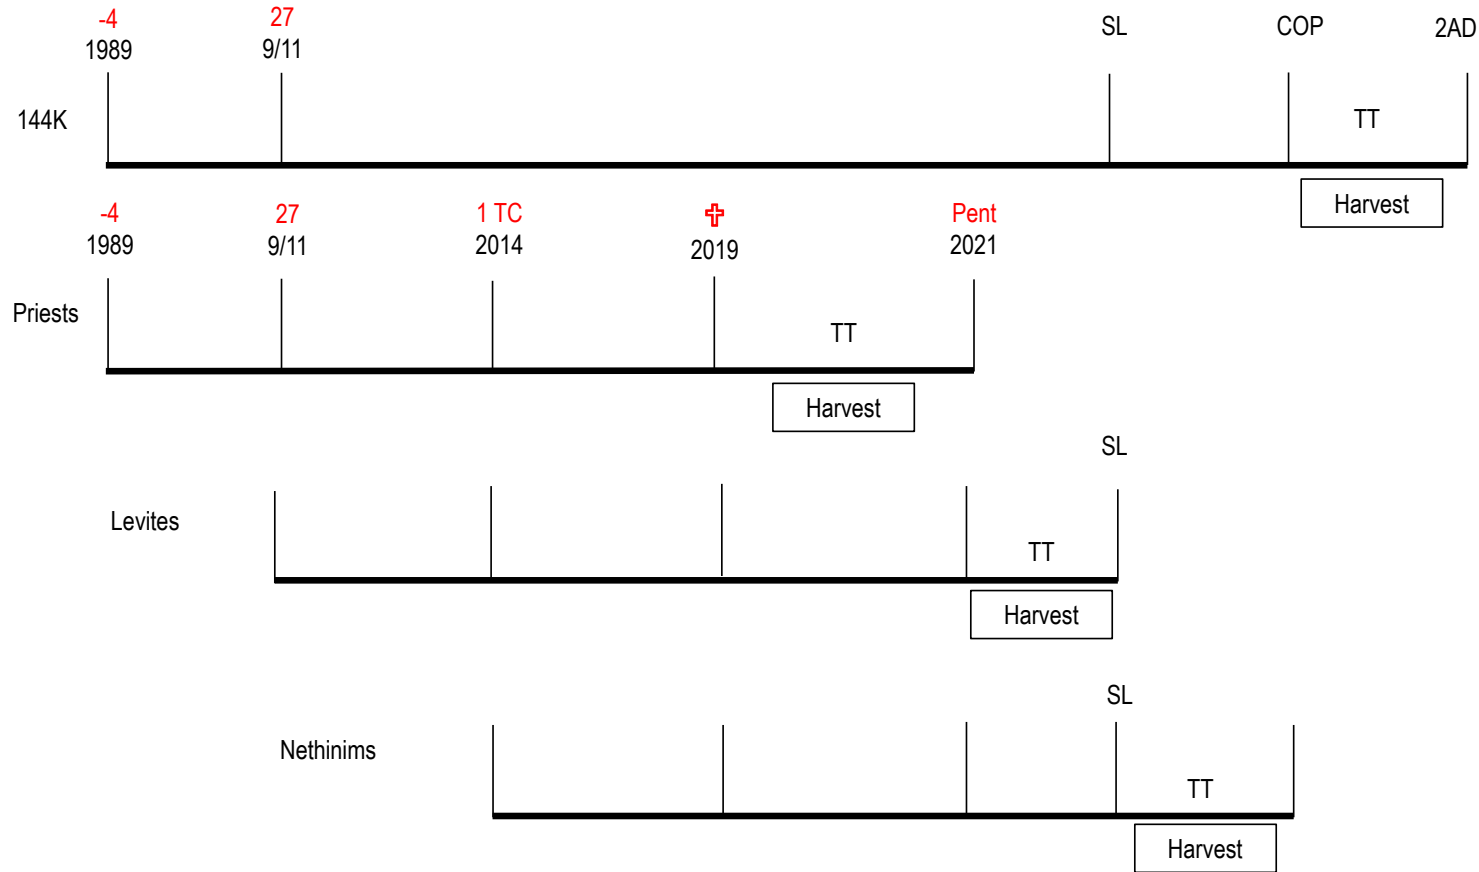 -4 27 SL COP 2AD
1989 9/11
144K TT
Harvest
-4 27 1 TC Pent
1989 9/11 2014 2019 2021
Priests TT
Harvest
SL
Levites TT
Harvest
SL
Nethinims TT
Harvest